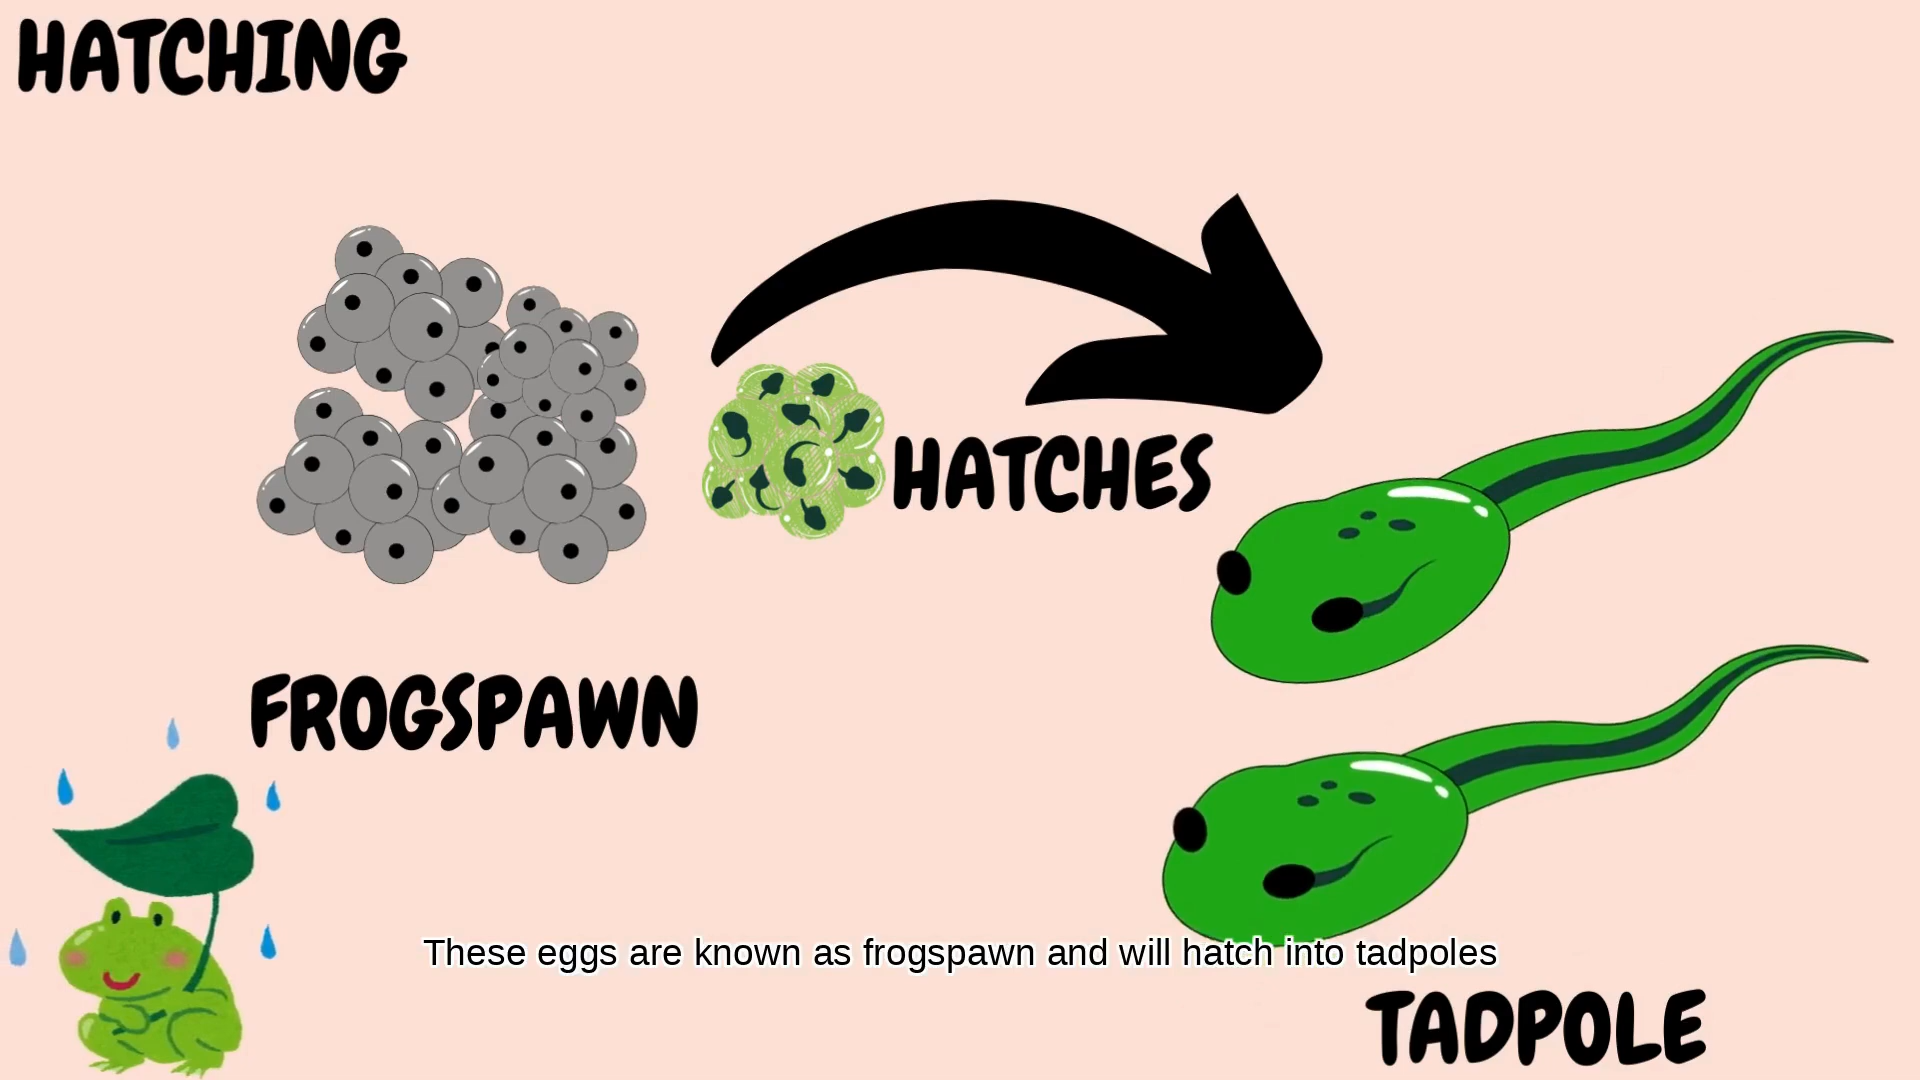 HATCHING
HATCHES
FROGSPAWN
These eggs are known as frogspawn and will hatch into tadpoles
TADPOLE